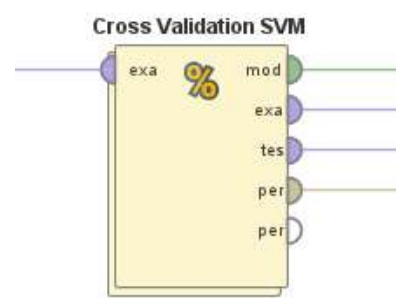 Cross Validation SVM
exa % mod
exa
tes
per
per